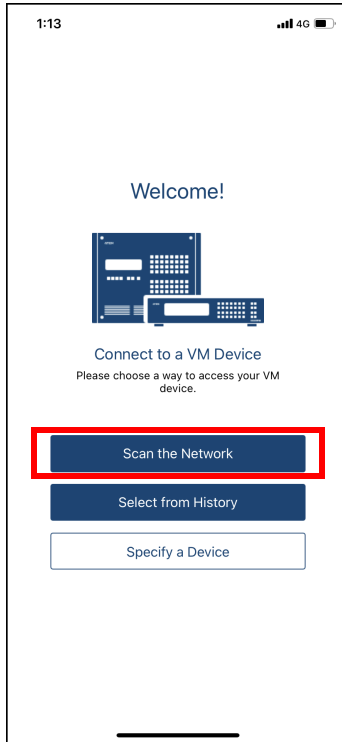 1:13
4G
Welcome!
Connect to a VM Device
Please choose a way to access your VM
device.
Scan the Network
Select from History
Specify a Device